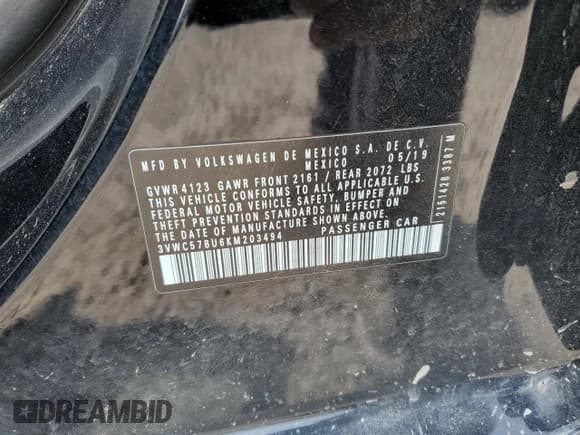 MFD BY VOLKSWAGEN DE MEXICO S.A. DE C.V.
MEXICO 05/19
GVWR 4123 GAWR FRONT 2161 / REAR 2072 LBS
THIS VEHICLE CONFORMS TO ALL APPLICABLE U.S.
FEDERAL MOTOR VEHICLE SAFETY, BUMPER AND
THEFT PREVENTION STANDARDS IN EFFECT ON
THE DATE OF MANUFACTURE SHOWN ABOVE.
3VWC57BU6KM203494 PASSENGER CAR
2151A28 3387 M
DREAMBID